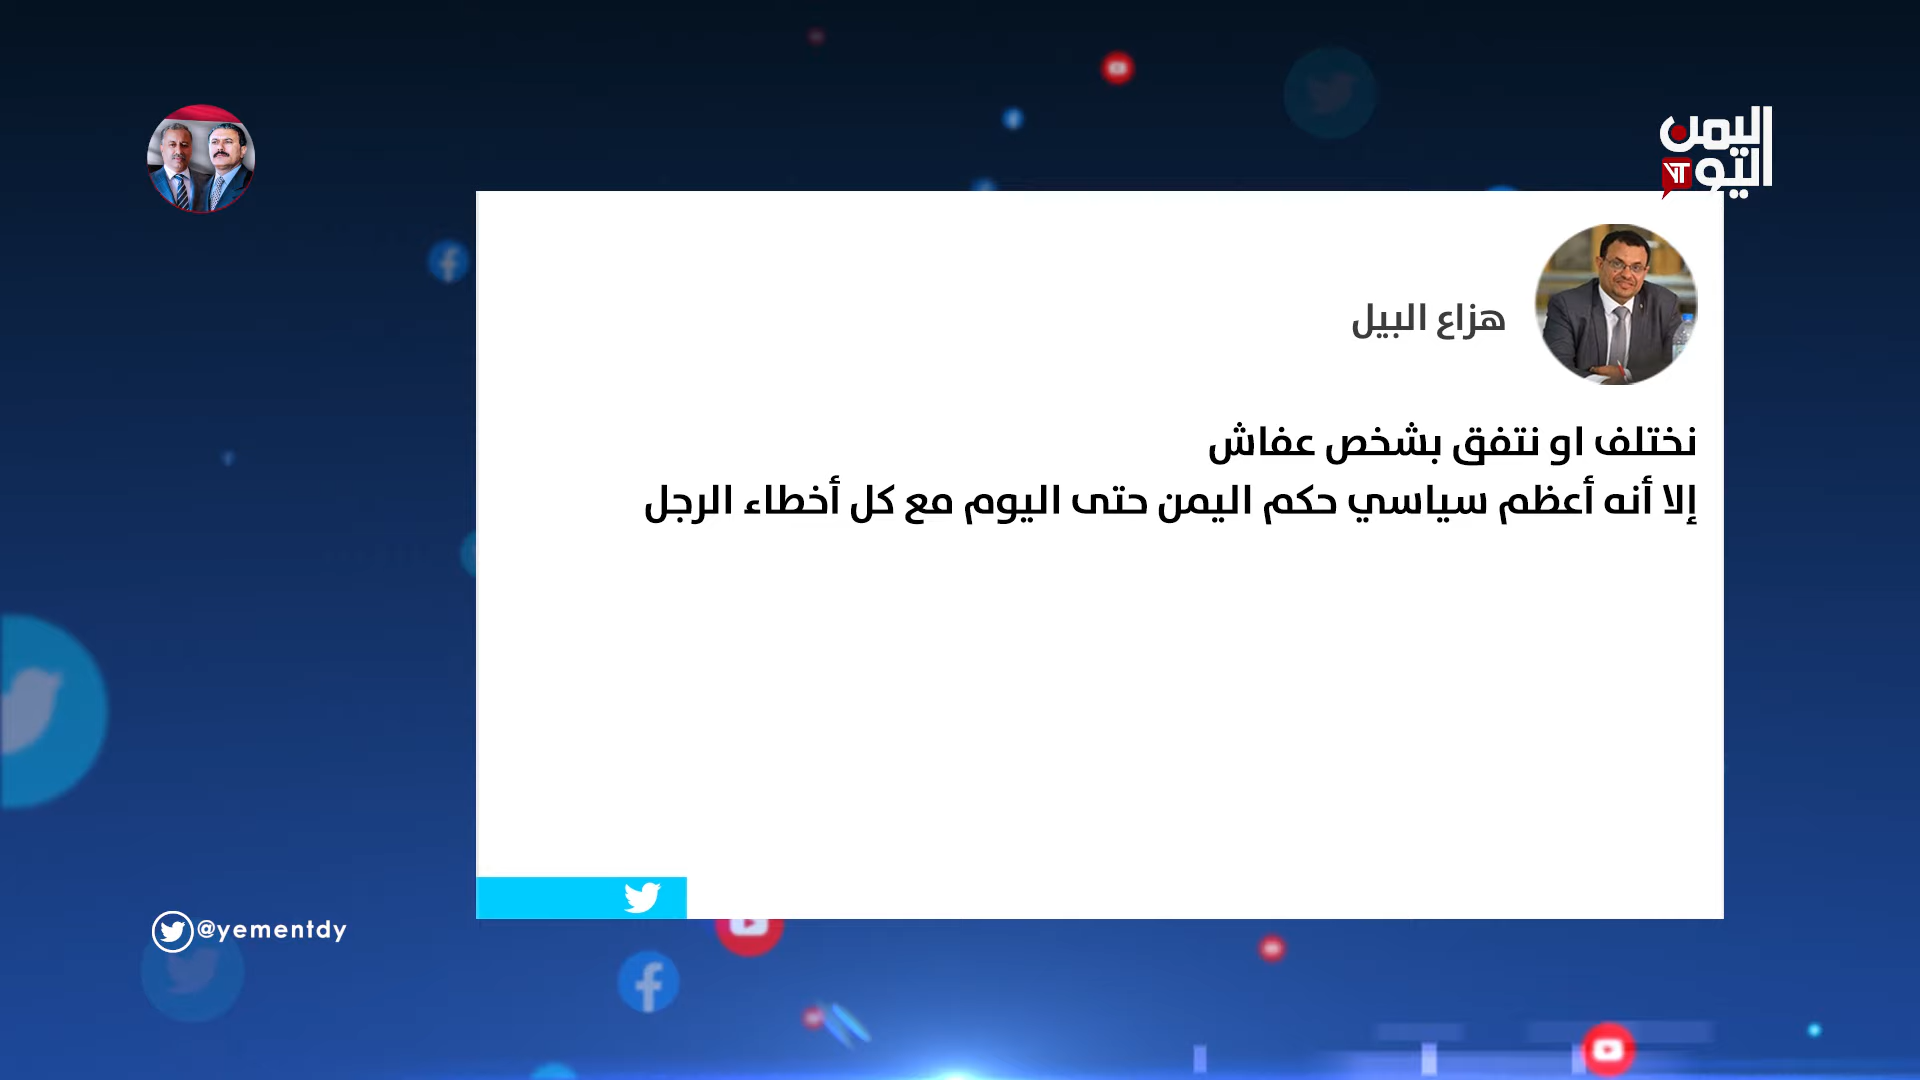 اليمن
اليوم
YT
هزاع البيل
نختلف او نتفق بشخص عفاش
إلا أنه أعظم سياسي حكم اليمن حتى اليوم مع كل أخطاء الرجل
@yementdy